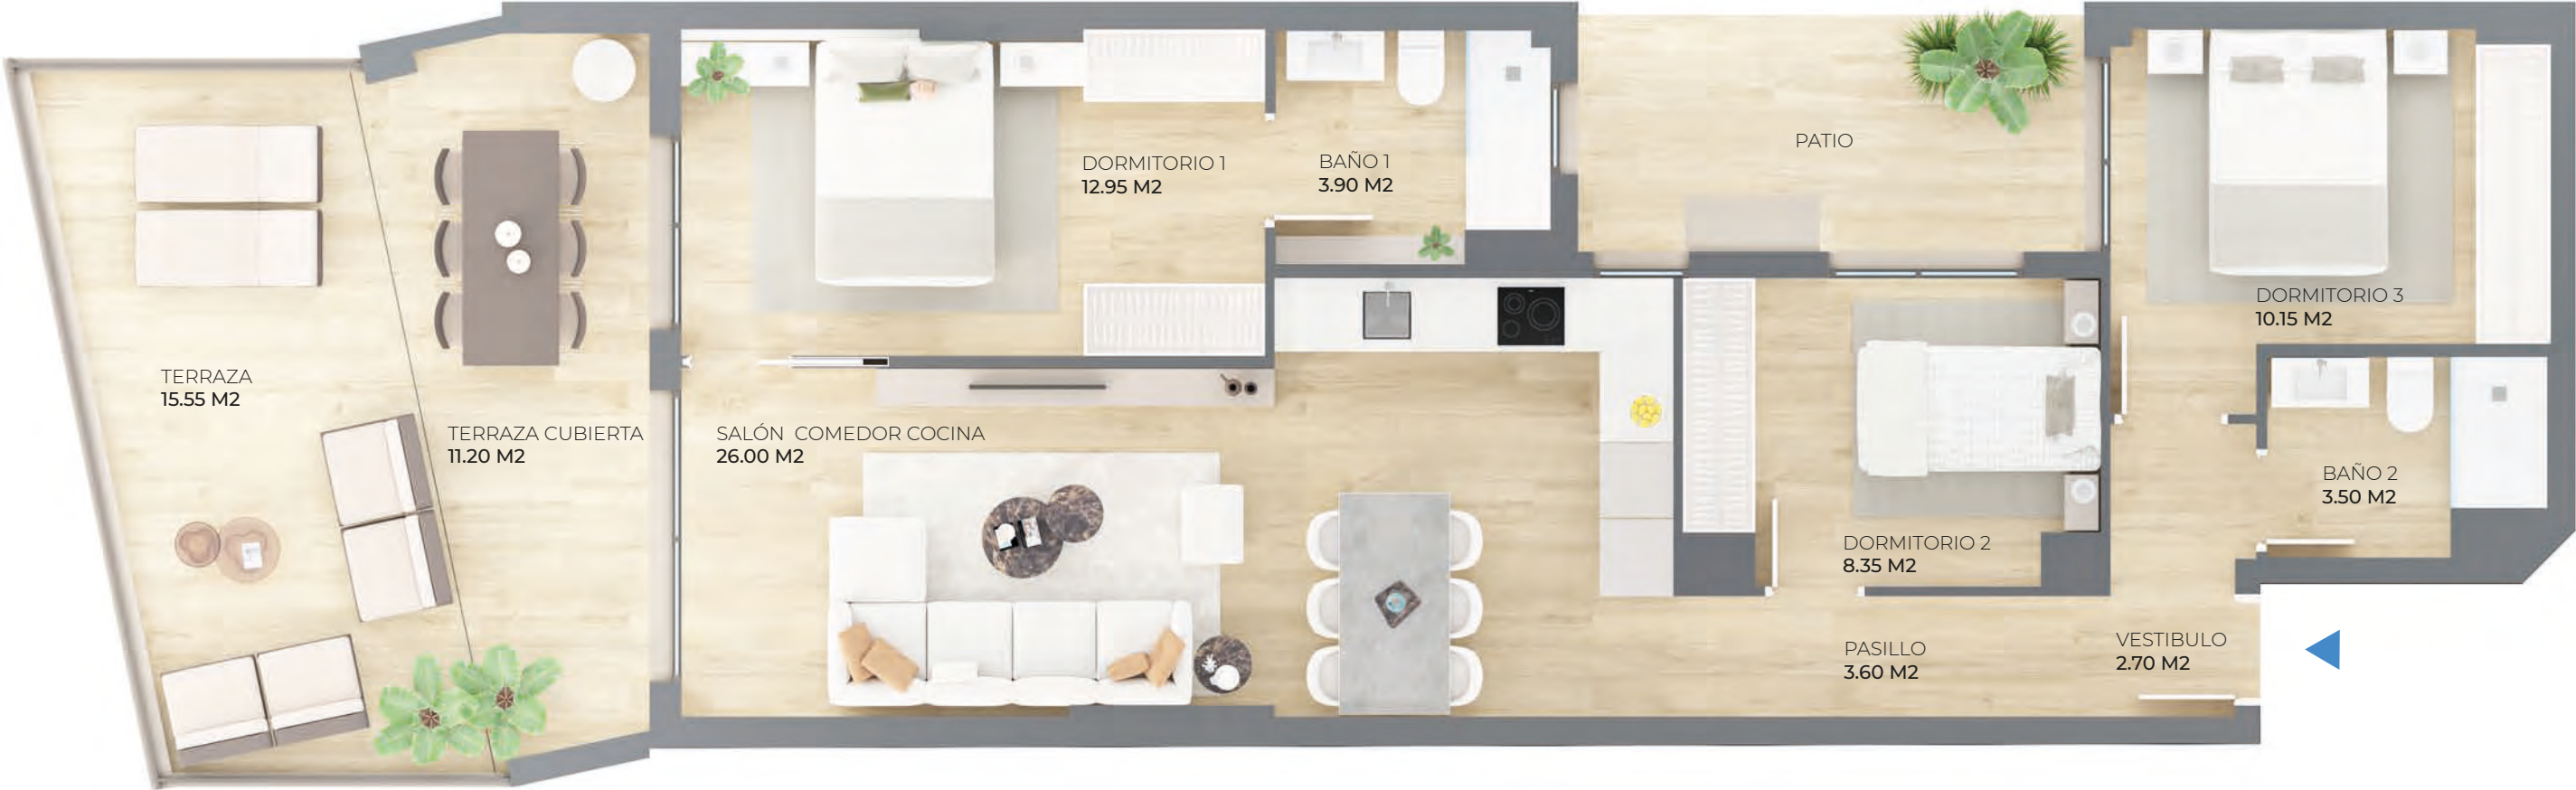 TERRAZA
15.55 M2
TERRAZA CUBIERTA
11.20 M2
SALÓN COMEDOR COCINA
26.00 M2
DORMITORIO 1
12.95 M2
BAÑO 1
3.90 M2
PATIO
DORMITORIO 2
8.35 M2
DORMITORIO 3
10.15 M2
BAÑO 2
3.50 M2
PASILLO
3.60 M2
VESTIBULO
2.70 M2